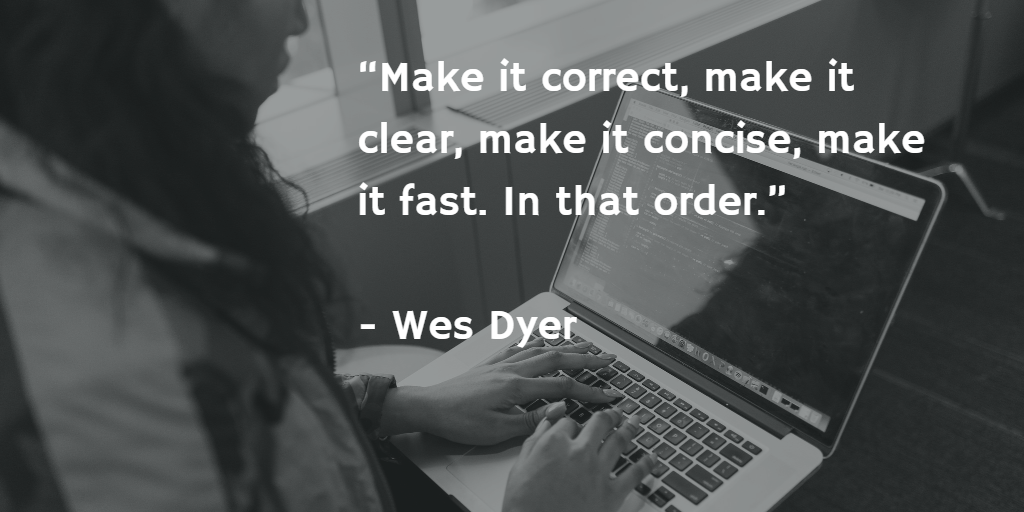 “Make it correct, make it
clear, make it concise, make
it fast. In that order.”
- Wes Dyer